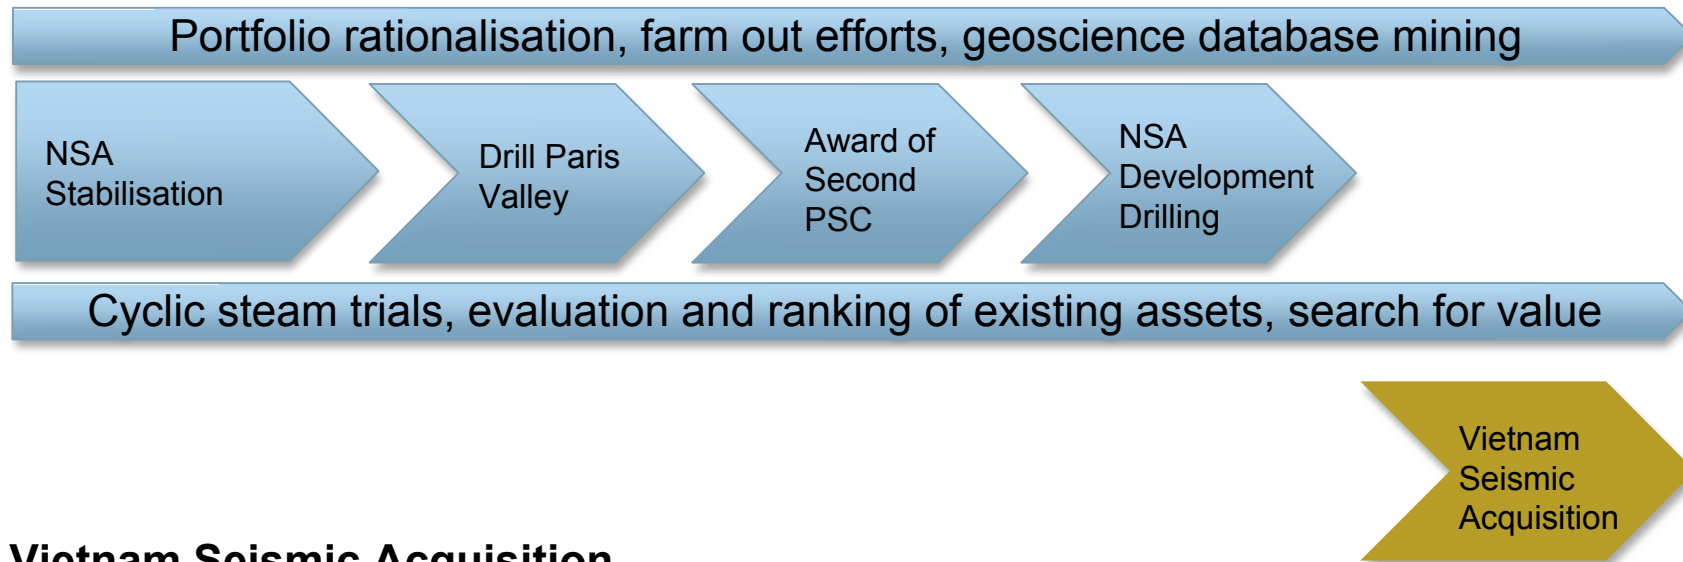 Portfolio rationalisation, farm out efforts, geoscience database mining
NSA
Stabilisation
Drill Paris
Valley
Award of
Second
PSC
NSA
Development
Drilling
Cyclic steam trials, evaluation and ranking of existing assets, search for value
Vietnam
Seismic
Acquisition
Vietnam Seismic Acquisition